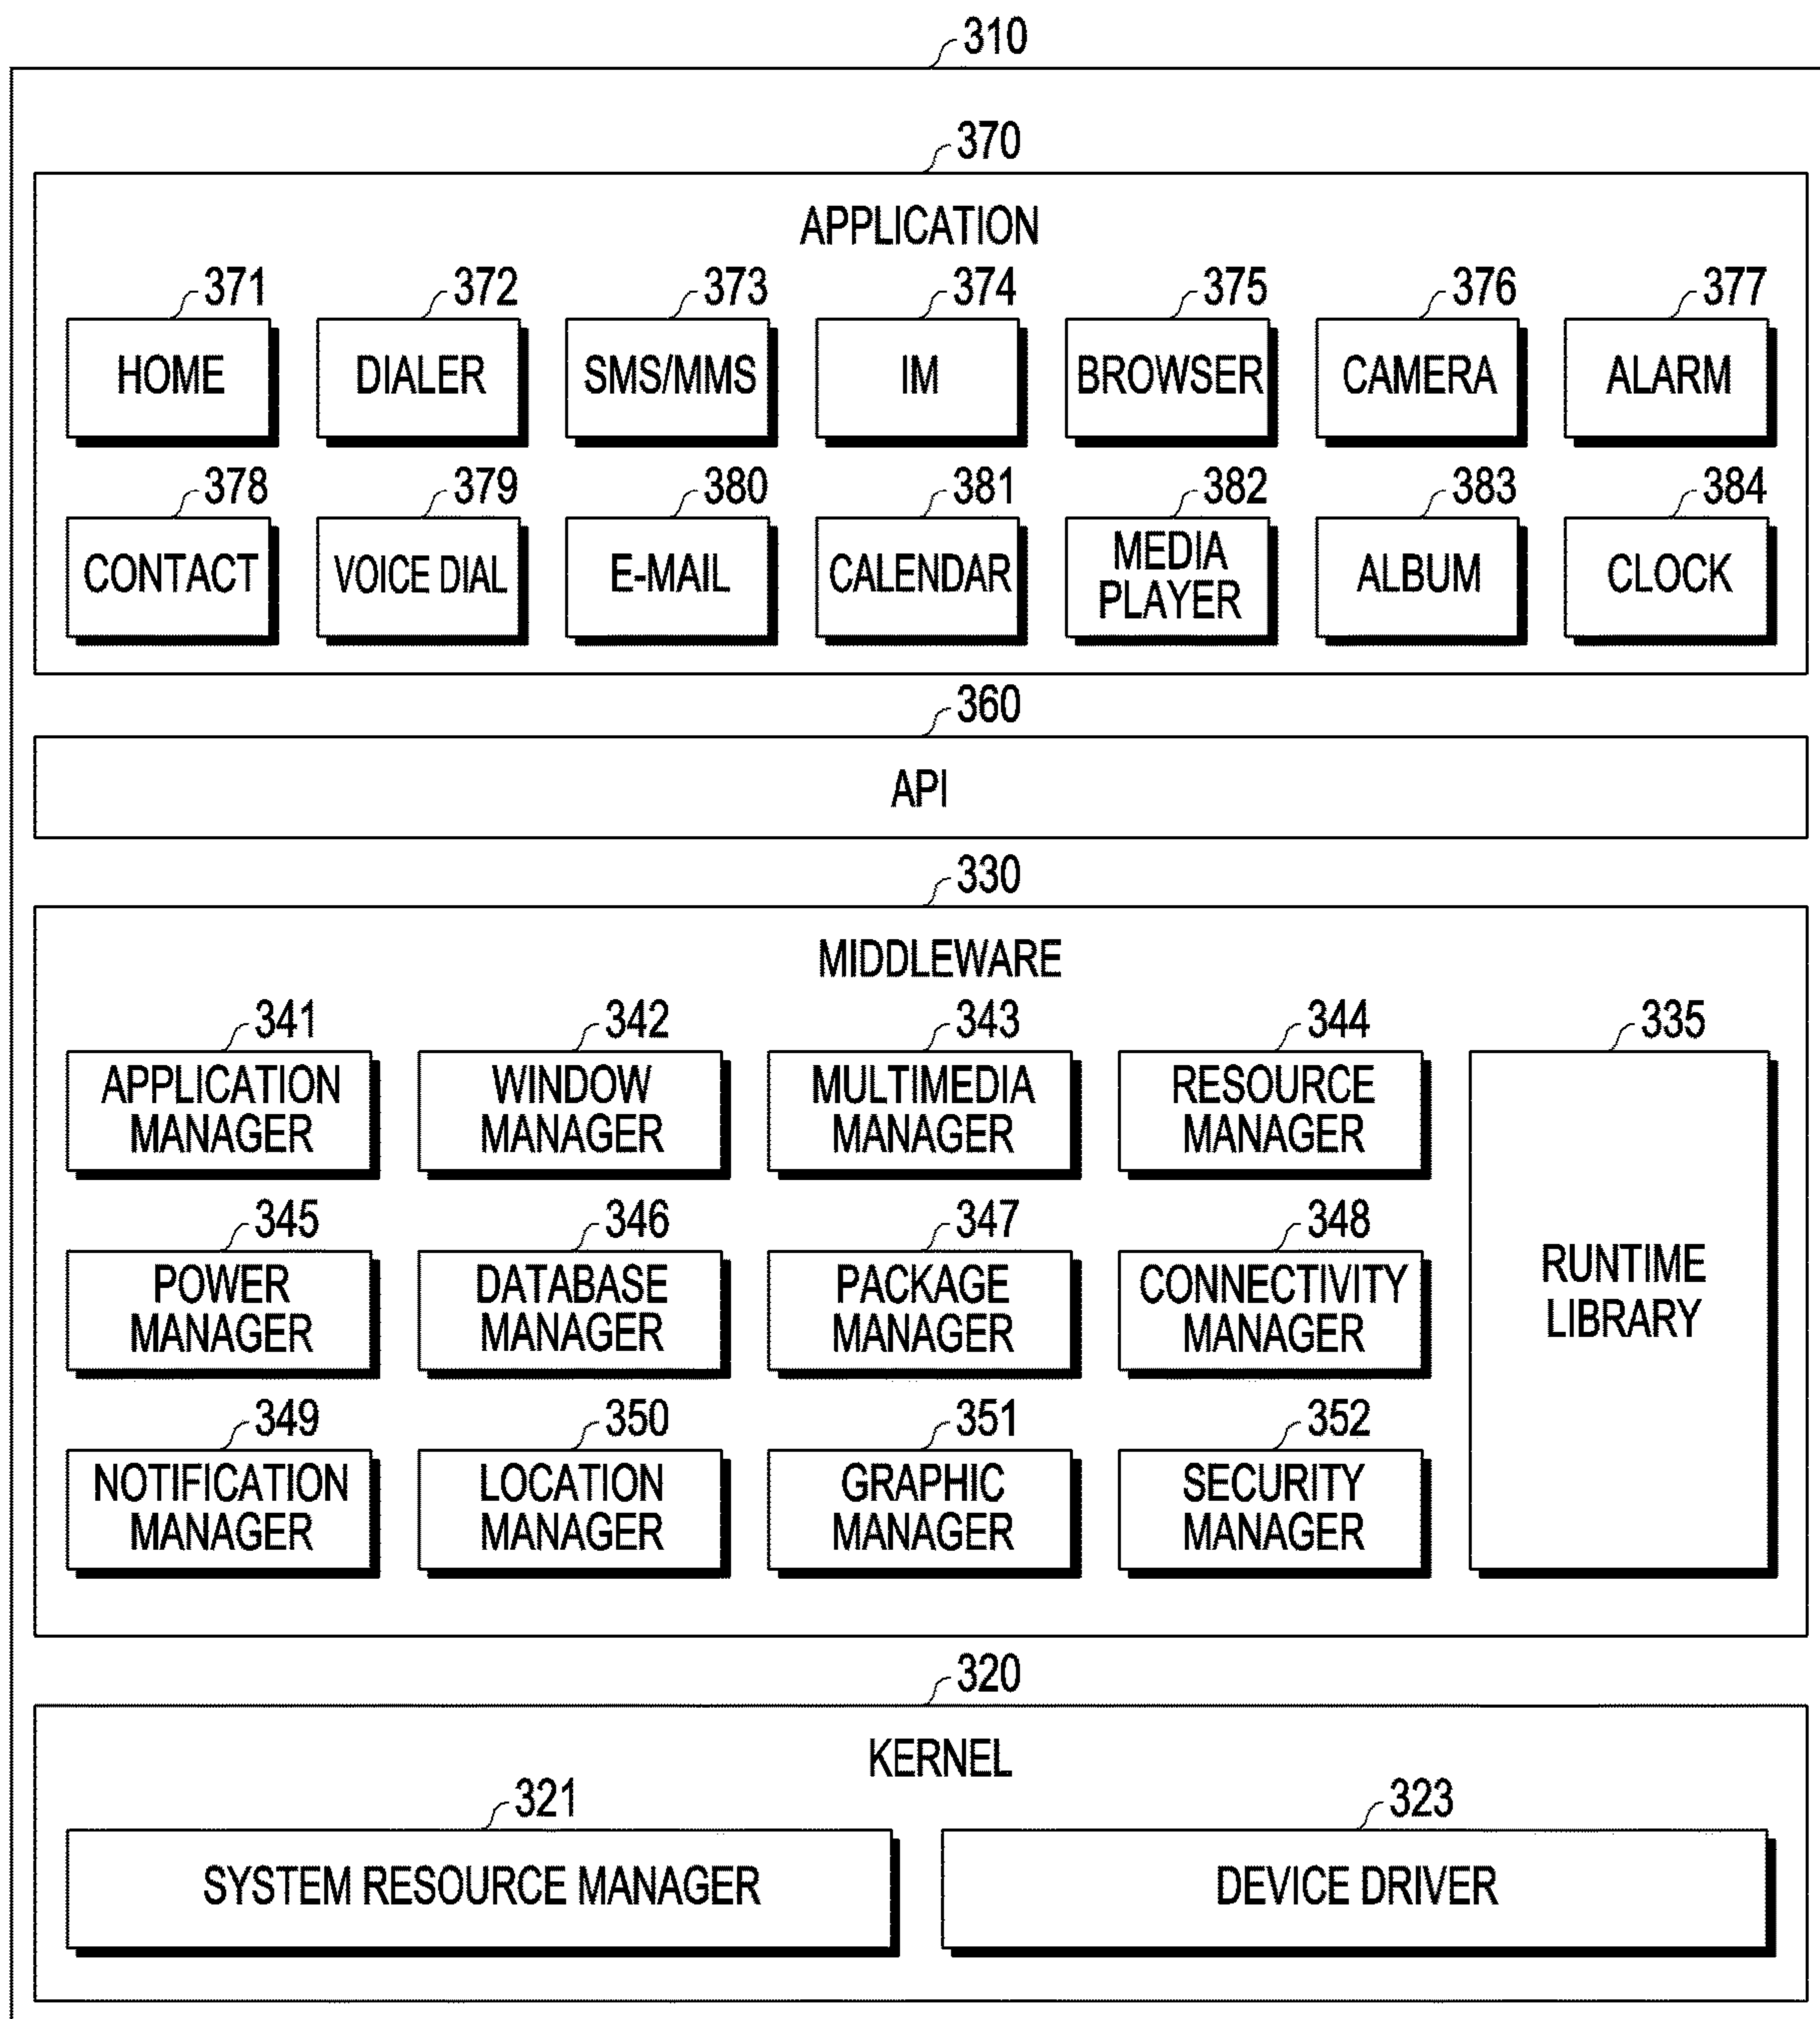 310
370
APPLICATION
371 372 373 374 375 376 377
HOME DIALER SMS/MMS IM BROWSER CAMERA ALARM
378 379 380 381 382 383 384
CONTACT VOICE DIAL E-MAIL CALENDAR MEDIA PLAYER ALBUM CLOCK
360
API
330
MIDDLEWARE
341 342 343 344 335
APPLICATION MANAGER
WINDOW MANAGER
MULTIMEDIA MANAGER
RESOURCE MANAGER
345 346 347 348
POWER MANAGER
DATABASE MANAGER
PACKAGE MANAGER
CONNECTIVITY MANAGER
RUNTIME LIBRARY
349 350 351 352
NOTIFICATION MANAGER
LOCATION MANAGER
GRAPHIC MANAGER
SECURITY MANAGER
320
KERNEL
321 323
SYSTEM RESOURCE MANAGER DEVICE DRIVER